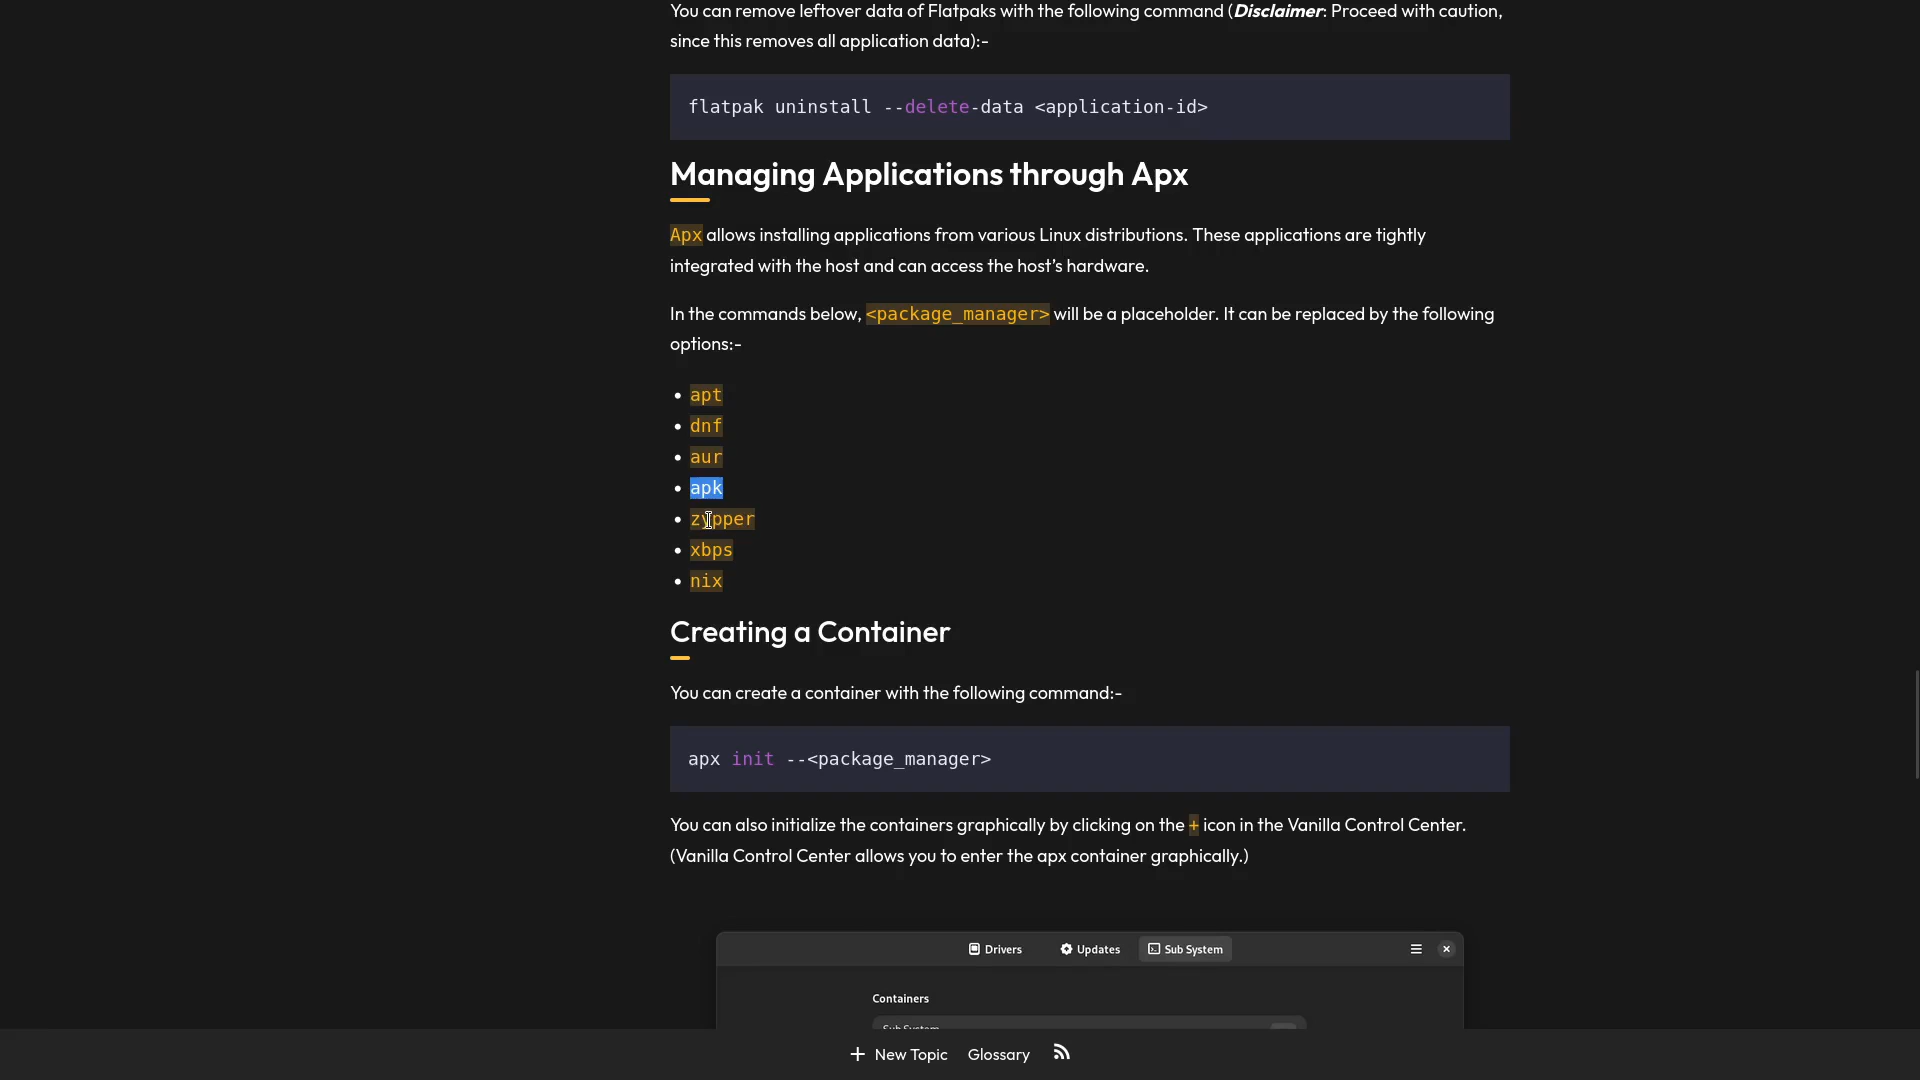 You can remove leftover data of Flatpaks with the following command (Disclaimer: Proceed with caution,
since this removes all application data):-
flatpak uninstall --delete-data <application-id>
Managing Applications through Apx
Apx allows installing applications from various Linux distributions. These applications are tightly
integrated with the host and can access the host’s hardware.
In the commands below, <package_manager> will be a placeholder. It can be replaced by the following
options:-
• apt
• dnf
• aur
• apk
• zypper
• xbps
• nix
Creating a Container
You can create a container with the following command:-
apx init --<package_manager>
You can also initialize the containers graphically by clicking on the + icon in the Vanilla Control Center.
(Vanilla Control Center allows you to enter the apx container graphically.)
Drivers Updates Sub System
Containers
Sub System
+ New Topic Glossary